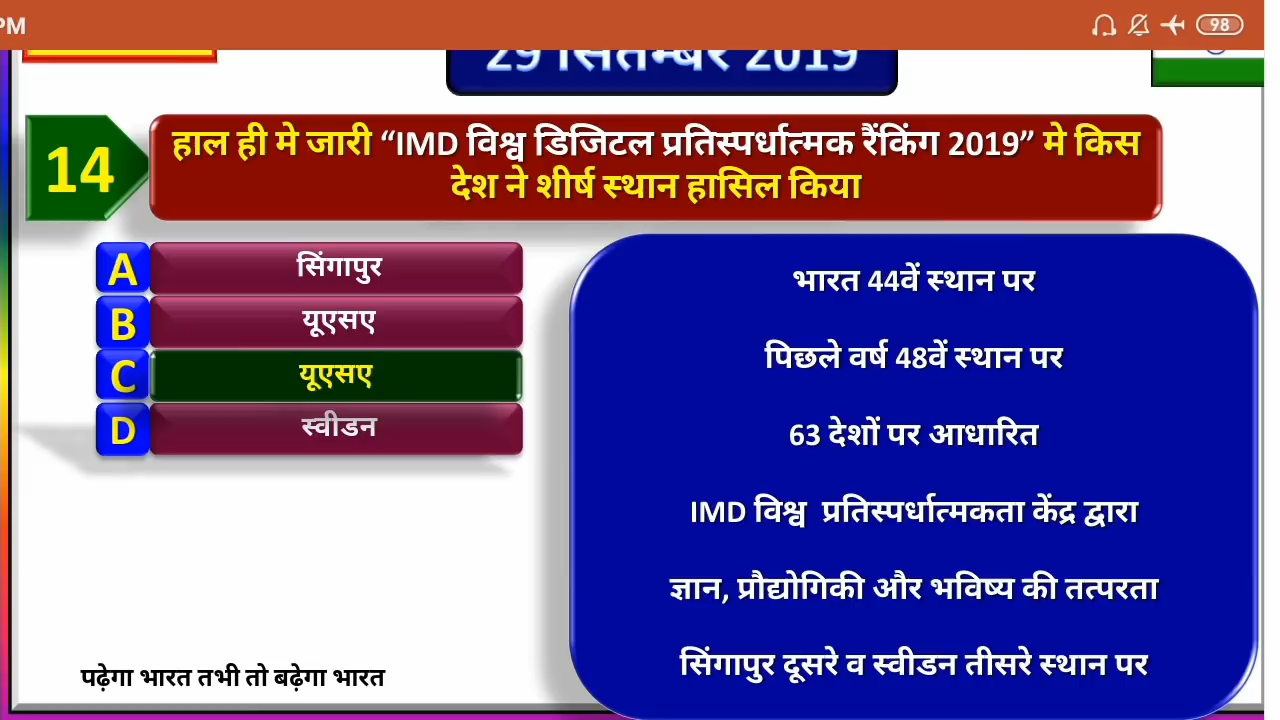 PM
98
29 सितम्बर 2019
14
हाल ही मे जारी “IMD विश्व डिजिटल प्रतिस्पर्धात्मक रैंकिंग 2019” मे किस
देश ने शीर्ष स्थान हासिल किया
A
सिंगापुर
B
यूएसए
C
यूएसए
D
स्वीडन
भारत 44वें स्थान पर
पिछले वर्ष 48वें स्थान पर
63 देशों पर आधारित
IMD विश्व प्रतिस्पर्धात्मकता केंद्र द्वारा
ज्ञान, प्रौद्योगिकी और भविष्य की तत्परता
सिंगापुर दूसरे व स्वीडन तीसरे स्थान पर
पढ़ेगा भारत तभी तो बढ़ेगा भारत